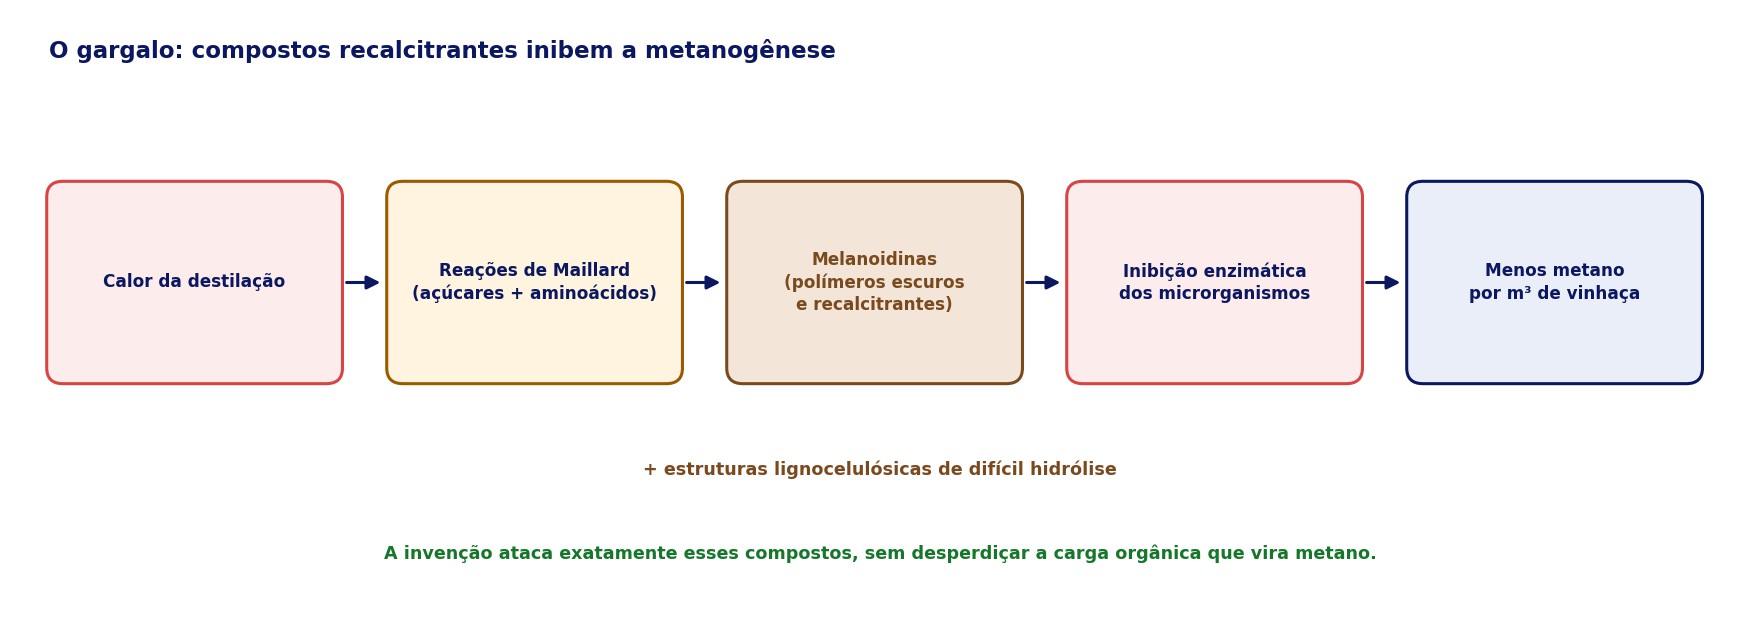 O gargalo: compostos recalcitrantes inibem a metanogênese
Calor da destilação
Reações de Maillard
(açúcares + aminoácidos)
Melanoidinas
(polímeros escuros
e recalcitrantes)
Inibição enzimática
dos microrganismos
Menos metano
por m³ de vinhaça
+ estruturas lignocelulósicas de difícil hidrólise
A invenção ataca exatamente esses compostos, sem desperdiçar a carga orgânica que vira metano.